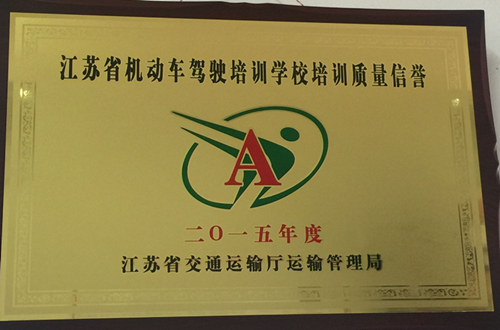 江苏省机动车驾驶培训学校培训质量信誉
A
二〇一五年度
江苏省交通运输厅运输管理局